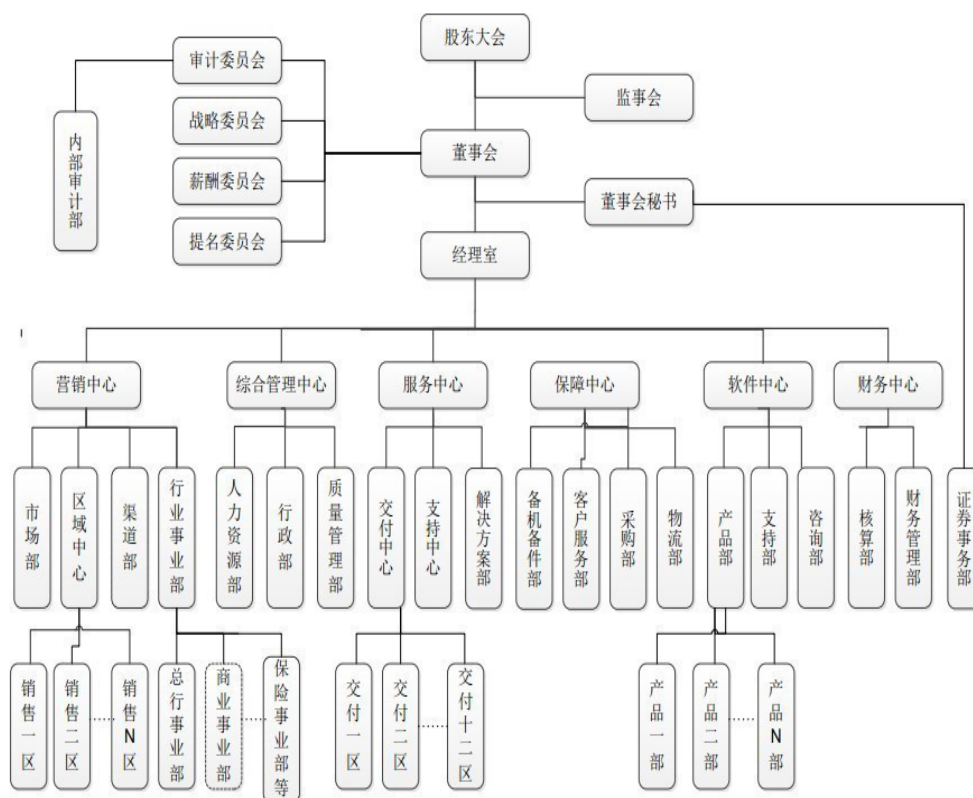 股东大会
审计委员会
监事会
战略委员会
董事会
内部审计部
薪酬委员会
董事会秘书
提名委员会
经理室
营销中心
综合管理中心
服务中心
保障中心
软件中心
财务中心
市场部
区域中心
渠道部
行业事业部
人力资源部
行政部
质量管理部
交付中心
支持中心
解决方案部
备机备件部
客户服务部
采购部
物流部
产品部
支持部
咨询部
核算部
财务管理部
证券事务部
销售一区
销售二区
销售N区
总行事业部
商业事业部
保险事业部等
交付一区
交付二区
交付十二区
产品一部
产品二部
产品N部